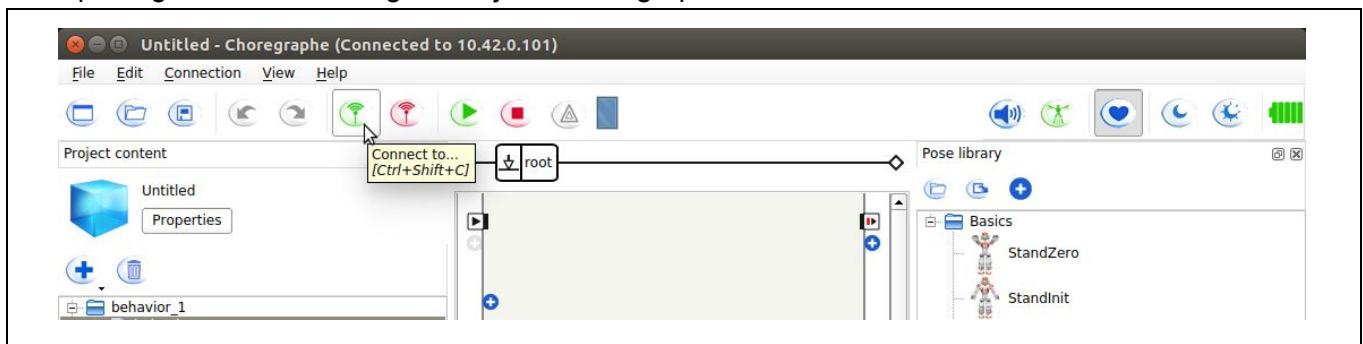 Untitled - Choregraphe (Connected to 10.42.0.101)
File Edit Connection View Help
Project content
Connect to...
[Ctrl+Shift+C]
root
Pose library
Untitled
Properties
Basics
StandZero
StandInit
behavior_1